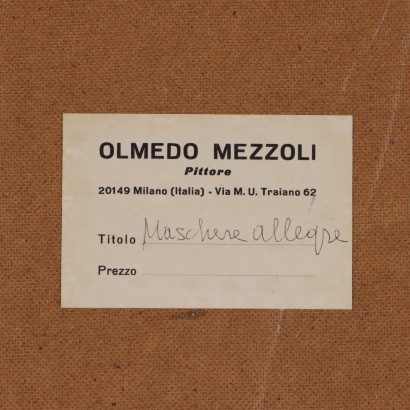 OLMEDO MEZZOLI
Pittore
20149 Milano (Italia) - Via M. U. Traiano 62
Titolo Maschere allegre
Prezzo